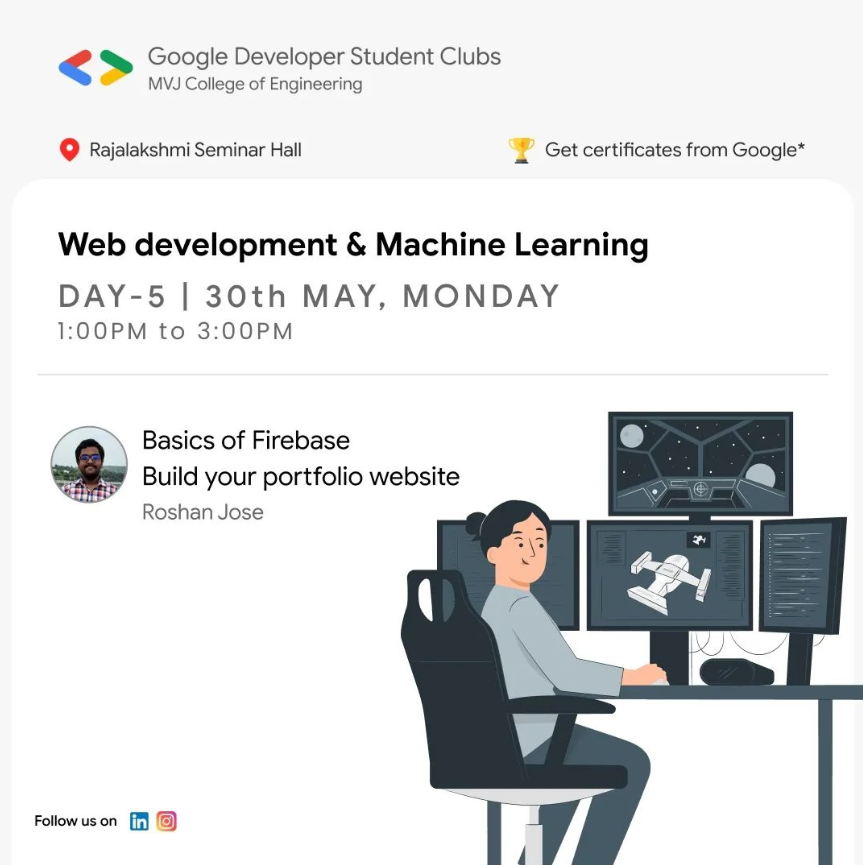 Google Developer Student Clubs
MVJ College of Engineering
Rajalakshmi Seminar Hall
Get certificates from Google*
Web development & Machine Learning
DAY-5 | 30th MAY, MONDAY
1:00PM to 3:00PM
Basics of Firebase
Build your portfolio website
Roshan Jose
Follow us on
in